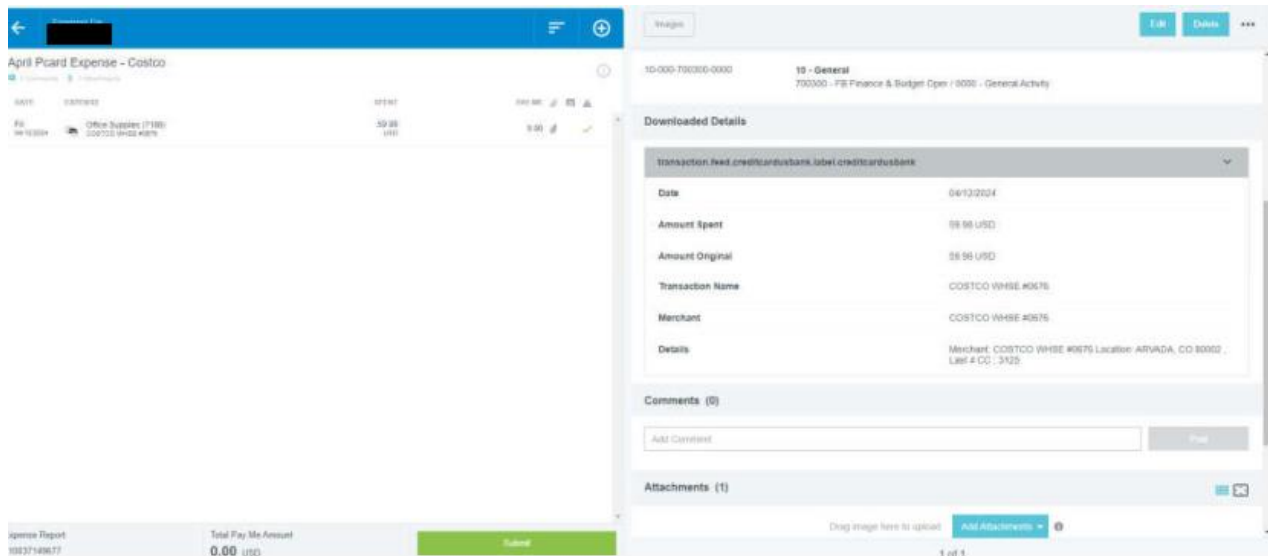 Images
Edit
Delete
April Pcard Expense - Costco
10-000-700300-0000
10 - General
700300 - FB Finance & Budget Oper / 0000 - General Activity
DATE EXPENSE SPENT PAY ME
Fri Office Supplies (7100)
COSTCO WHSE #0676
USD
0.00
Downloaded Details
transaction.feed.creditcardusbank.label.creditcardusbank
Date 04/12/2024
Amount Spent 59.98 USD
Amount Original 59.98 USD
Transaction Name COSTCO WHSE #0676
Merchant COSTCO WHSE #0676
Details Merchant: COSTCO WHSE #0676 Location: ARVADA, CO 80002 ,
Last 4 CC : 3125
Comments (0)
Add Comment
Post
Attachments (1)
Drag image here to upload Add Attachments
1 of 1
xpense Report
Total Pay Me Amount
0.00 USD
Submit